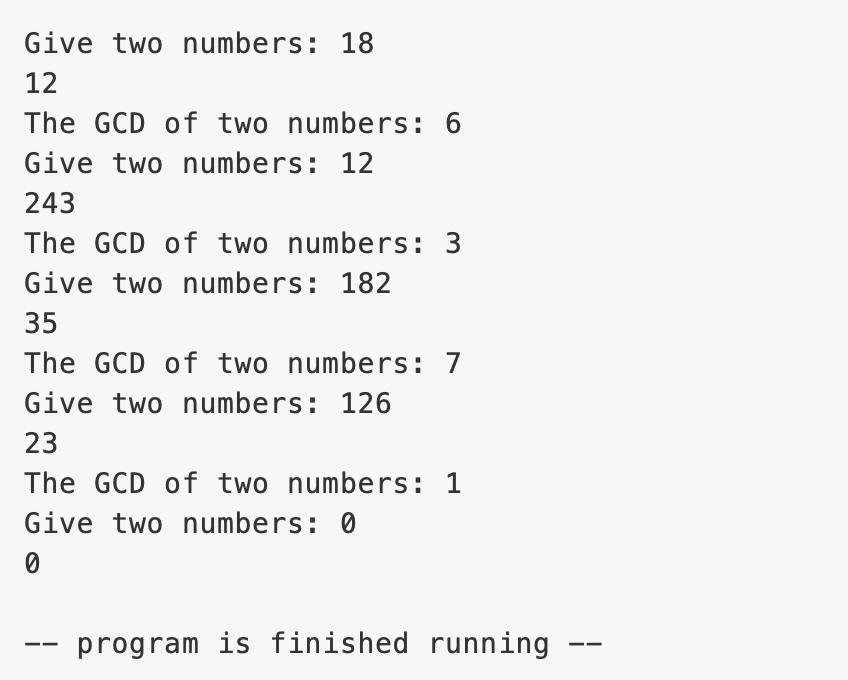 Give two numbers: 18
12
The GCD of two numbers: 6
Give two numbers: 12
243
The GCD of two numbers: 3
Give two numbers: 182
35
The GCD of two numbers: 7
Give two numbers: 126
23
The GCD of two numbers: 1
Give two numbers: 0
0
-- program is finished running --